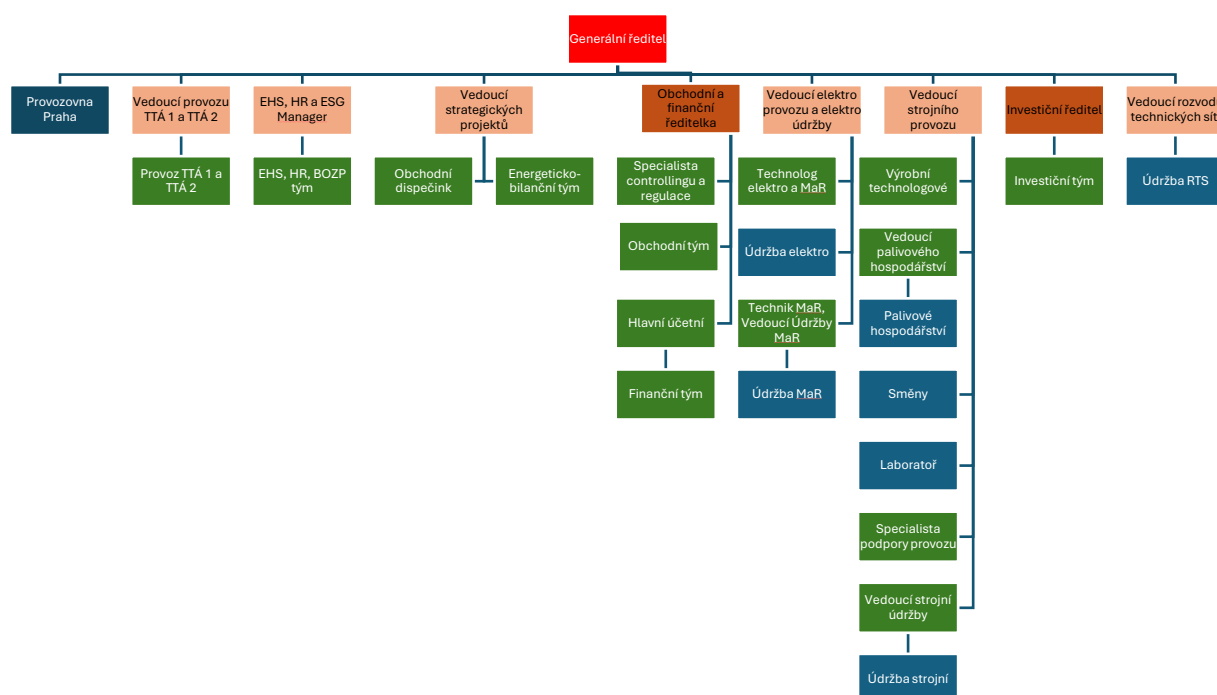 Generální ředitel
Provozovna
Praha
Vedoucí provozu
TTÁ 1 a TTÁ 2
EHS, HR a ESG
Manager
Vedoucí
strategických
projektů
Obchodní a
finanční
ředitelka
Vedoucí elektro
provozu a elektro
údržby
Vedoucí
strojního
provozu
Investiční ředitel
Vedoucí rozvodu
technických sít
Provoz TTÁ 1 a
TTÁ 2
EHS, HR, BOZP
tým
Obchodní
dispečink
Energeticko-
bilanční tým
Specialista
controllingu a
regulace
Technolog
elektro a MaR
Výrobní
technologové
Investiční tým
Údržba RTS
Obchodní tým
Údržba elektro
Vedoucí
palivového
hospodářství
Hlavní účetní
Technik MaR,
Vedoucí Údržby
MaR
Palivové
hospodářství
Finanční tým
Údržba MaR
Směny
Laboratoř
Specialista
podpory provozu
Vedoucí strojní
údržby
Údržba strojní